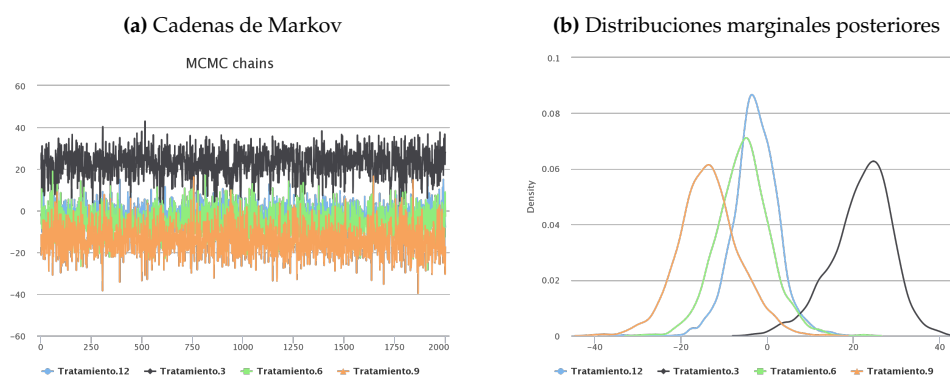 (a) Cadenas de Markov
MCMC chains
60
40
20
0
−20
−40
−60
0 250 500 750 1000 1250 1500 1750 2000
Tratamiento.12 Tratamiento.3 Tratamiento.6 Tratamiento.9
(b) Distribuciones marginales posteriores
0.1
0.08
0.06
0.04
0.02
0
Density
−40 −20 0 20 40
Tratamiento.12 Tratamiento.3 Tratamiento.6 Tratamiento.9